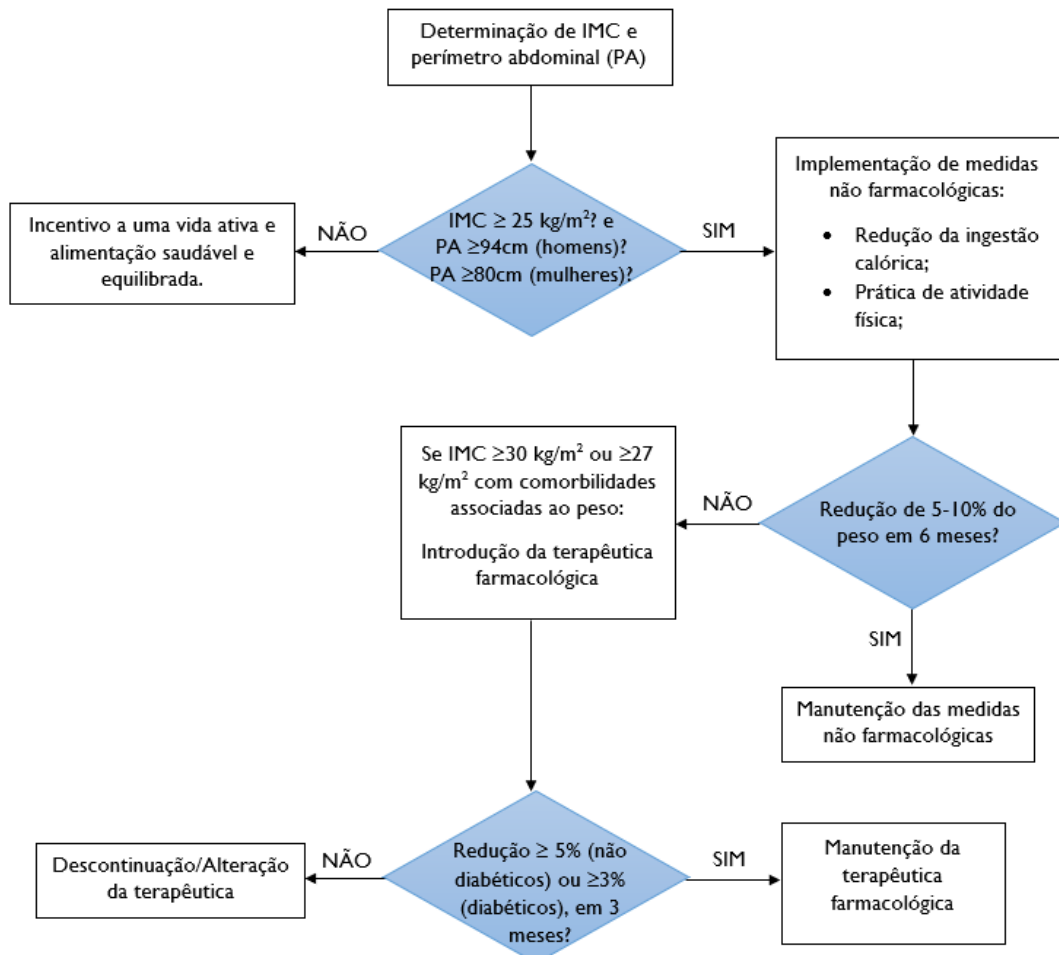 Determinação de IMC e
perímetro abdominal (PA)
Incentivo a uma vida ativa e
alimentação saudável e
equilibrada.
NÃO
IMC ≥ 25 kg/m²? e
PA ≥94cm (homens)?
PA ≥80cm (mulheres)?
SIM
Implementação de medidas
não farmacológicas:
• Redução da ingestão
calórica;
• Prática de atividade
física;
Se IMC ≥30 kg/m² ou ≥27
kg/m² com comorbilidades
associadas ao peso:
Introdução da terapêutica
farmacológica
NÃO
Redução de 5-10% do
peso em 6 meses?
SIM
Manutenção das medidas
não farmacológicas
Descontinuação/Alteração
da terapêutica
NÃO
Redução ≥ 5% (não
diabéticos) ou ≥3%
(diabéticos), em 3
meses?
SIM
Manutenção da
terapêutica
farmacológica